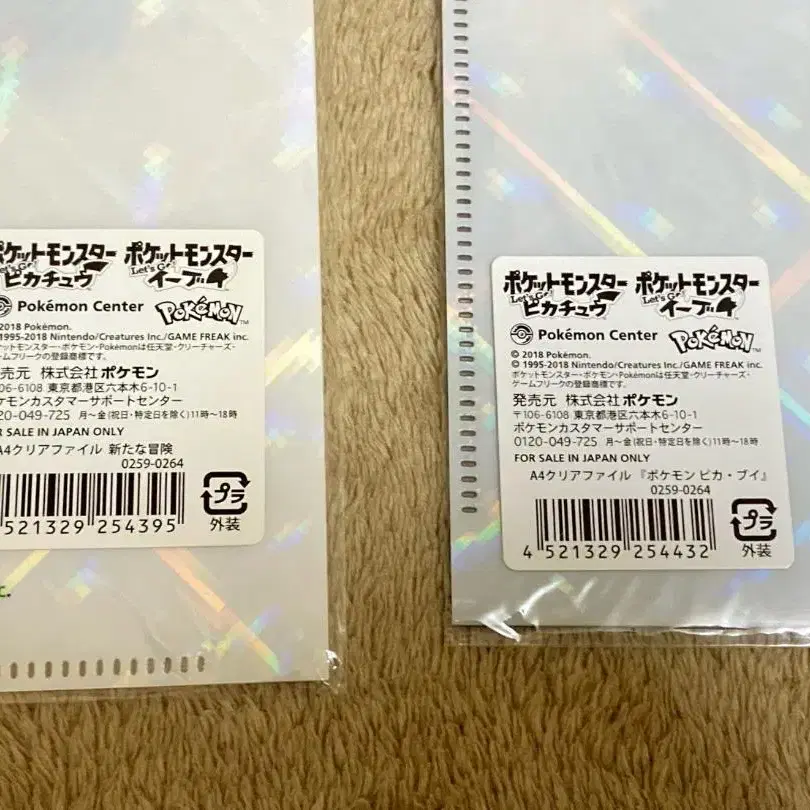 ポケットモンスター ポケットモンスター
Let's Go! Let's Go!
ピカチュウ イーブイ
Pokémon Center POKÉMON TM
2018 Pokémon.
1995-2018 Nintendo/Creatures Inc./GAME FREAK inc.
ケットモンスター・ポケモン・Pokémonは任天堂・クリーチャーズ・
ームフリークの登録商標です。
発売元 株式会社ポケモン
106-6108 東京都港区六本木6-10-1
ケモンカスタマーサポートセンター
0120-049-725 月～金(祝日・特定日を除く)11時～18時
FOR SALE IN JAPAN ONLY
A4クリアファイル 新たな冒険
0259-0264
521329 254395
プラ
外装
ポケットモンスター ポケットモンスター
Let's Go! Let's Go!
ピカチュウ イーブイ
Pokémon Center POKÉMON TM
© 2018 Pokémon.
© 1995-2018 Nintendo/Creatures Inc./GAME FREAK inc.
ポケットモンスター・ポケモン・Pokémonは任天堂・クリーチャーズ・
ゲームフリークの登録商標です。
発売元 株式会社ポケモン
〒106-6108 東京都港区六本木6-10-1
ポケモンカスタマーサポートセンター
0120-049-725 月～金(祝日・特定日を除く)11時～18時
FOR SALE IN JAPAN ONLY
A4クリアファイル 『ポケモン ピカ・ブイ』
0259-0264
4 521329 254432
プラ
外装